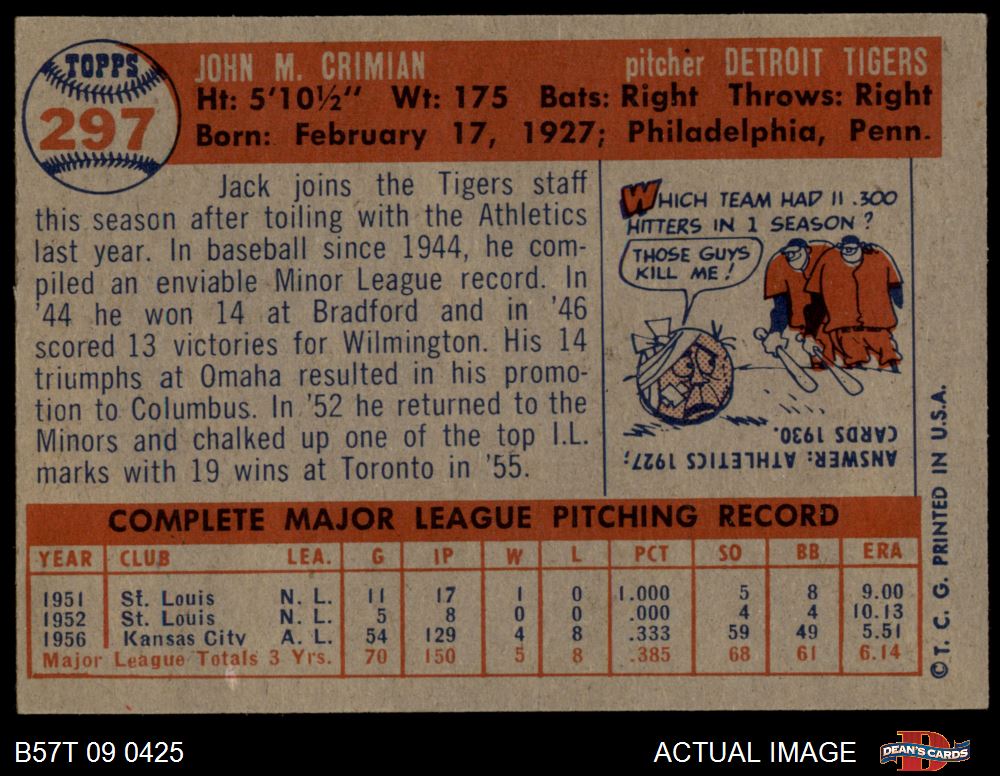 TOPPS
297
JOHN M. CRIMIAN pitcher DETROIT TIGERS
Ht: 5'10½" Wt: 175 Bats: Right Throws: Right
Born: February 17, 1927; Philadelphia, Penn.
Jack joins the Tigers staff
this season after toiling with the Athletics
last year. In baseball since 1944, he com-
piled an enviable Minor League record. In
'44 he won 14 at Bradford and in '46
scored 13 victories for Wilmington. His 14
triumphs at Omaha resulted in his promo-
tion to Columbus. In '52 he returned to the
Minors and chalked up one of the top I.L.
marks with 19 wins at Toronto in '55.
WHICH TEAM HAD 11 .300
HITTERS IN 1 SEASON?
THOSE GUYS
KILL ME!
ANSWER: ATHLETICS 1927;
CARDS 1930.
© T. C. G. PRINTED IN U.S.A.
COMPLETE MAJOR LEAGUE PITCHING RECORD
YEAR CLUB LEA. G IP W L PCT SO BB ERA
1951 St. Louis N. L. 11 17 1 0 1.000 5 8 9.00
1952 St. Louis N. L. 5 8 0 0 .000 4 4 10.13
1956 Kansas City A. L. 54 129 4 8 .333 59 49 5.51
Major League Totals 3 Yrs. 70 150 5 8 .385 68 61 6.14
B57T 09 0425 ACTUAL IMAGE DEAN'S CARDS